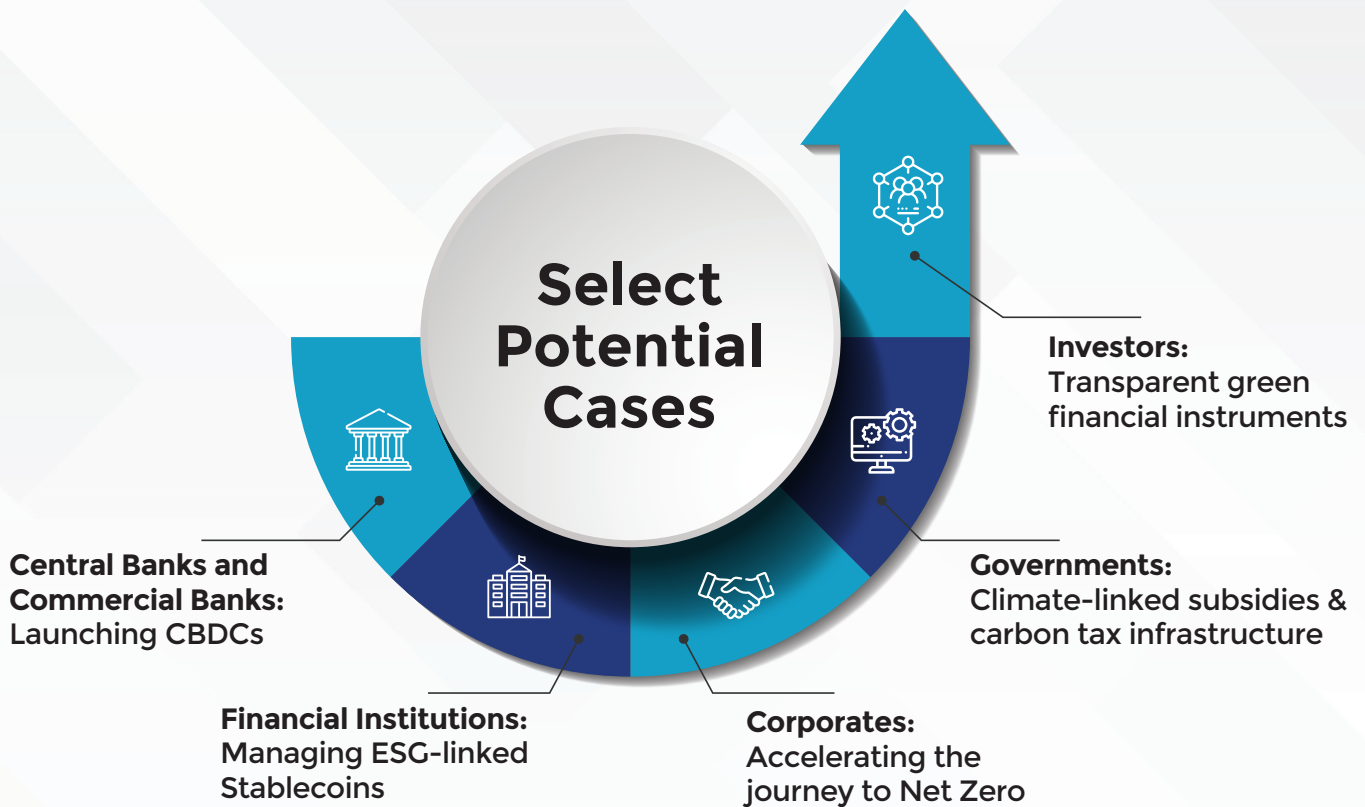 Select
Potential
Cases
Central Banks and
Commercial Banks:
Launching CBDCs
Financial Institutions:
Managing ESG-linked
Stablecoins
Corporates:
Accelerating the
journey to Net Zero
Governments:
Climate-linked subsidies &
carbon tax infrastructure
Investors:
Transparent green
financial instruments